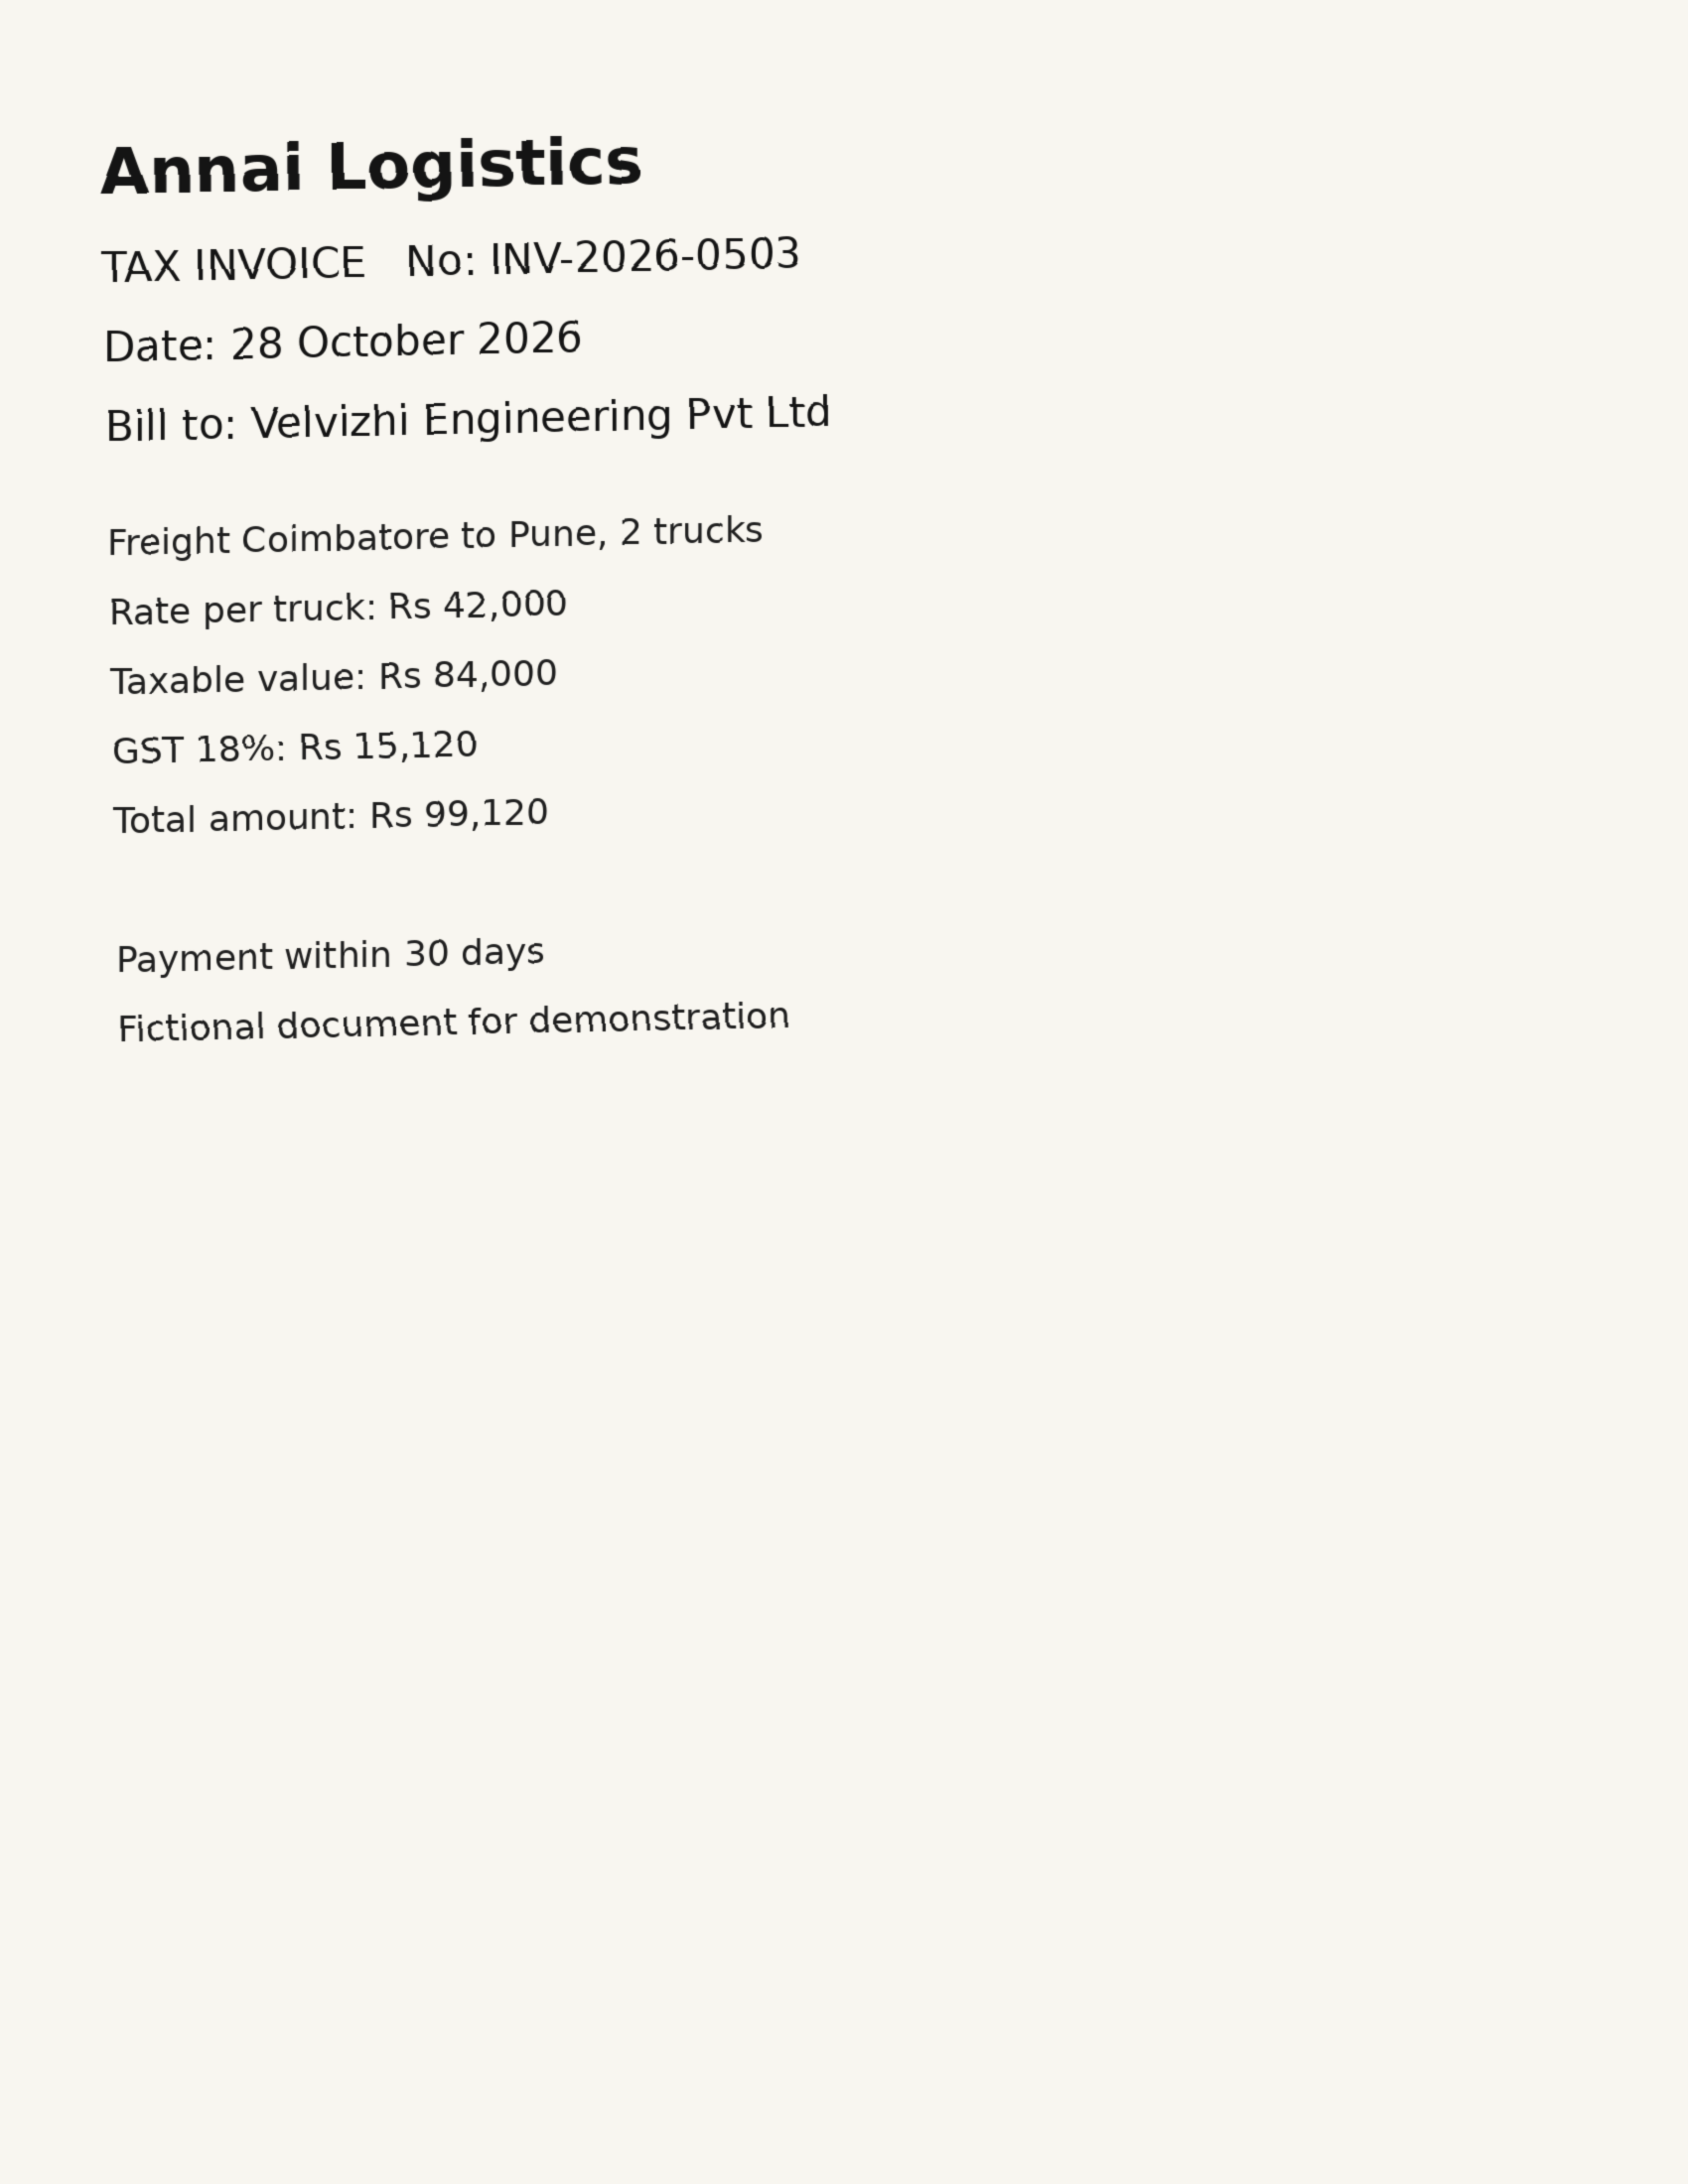 Annai Logistics
TAX INVOICE   No: INV-2026-0503
Date: 28 October 2026
Bill to: Velvizhi Engineering Pvt Ltd
Freight Coimbatore to Pune, 2 trucks
Rate per truck: Rs 42,000
Taxable value: Rs 84,000
GST 18%: Rs 15,120
Total amount: Rs 99,120
Payment within 30 days
Fictional document for demonstration